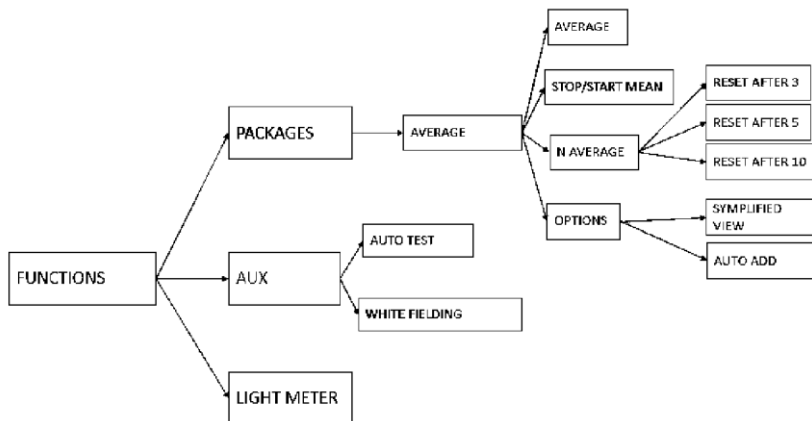 AVERAGE
STOP/START MEAN
RESET AFTER 3
PACKAGES
AVERAGE
RESET AFTER 5
N AVERAGE
RESET AFTER 10
OPTIONS
SYMPLIFIED
VIEW
AUTO TEST
AUTO ADD
FUNCTIONS
AUX
WHITE FIELDING
LIGHT METER